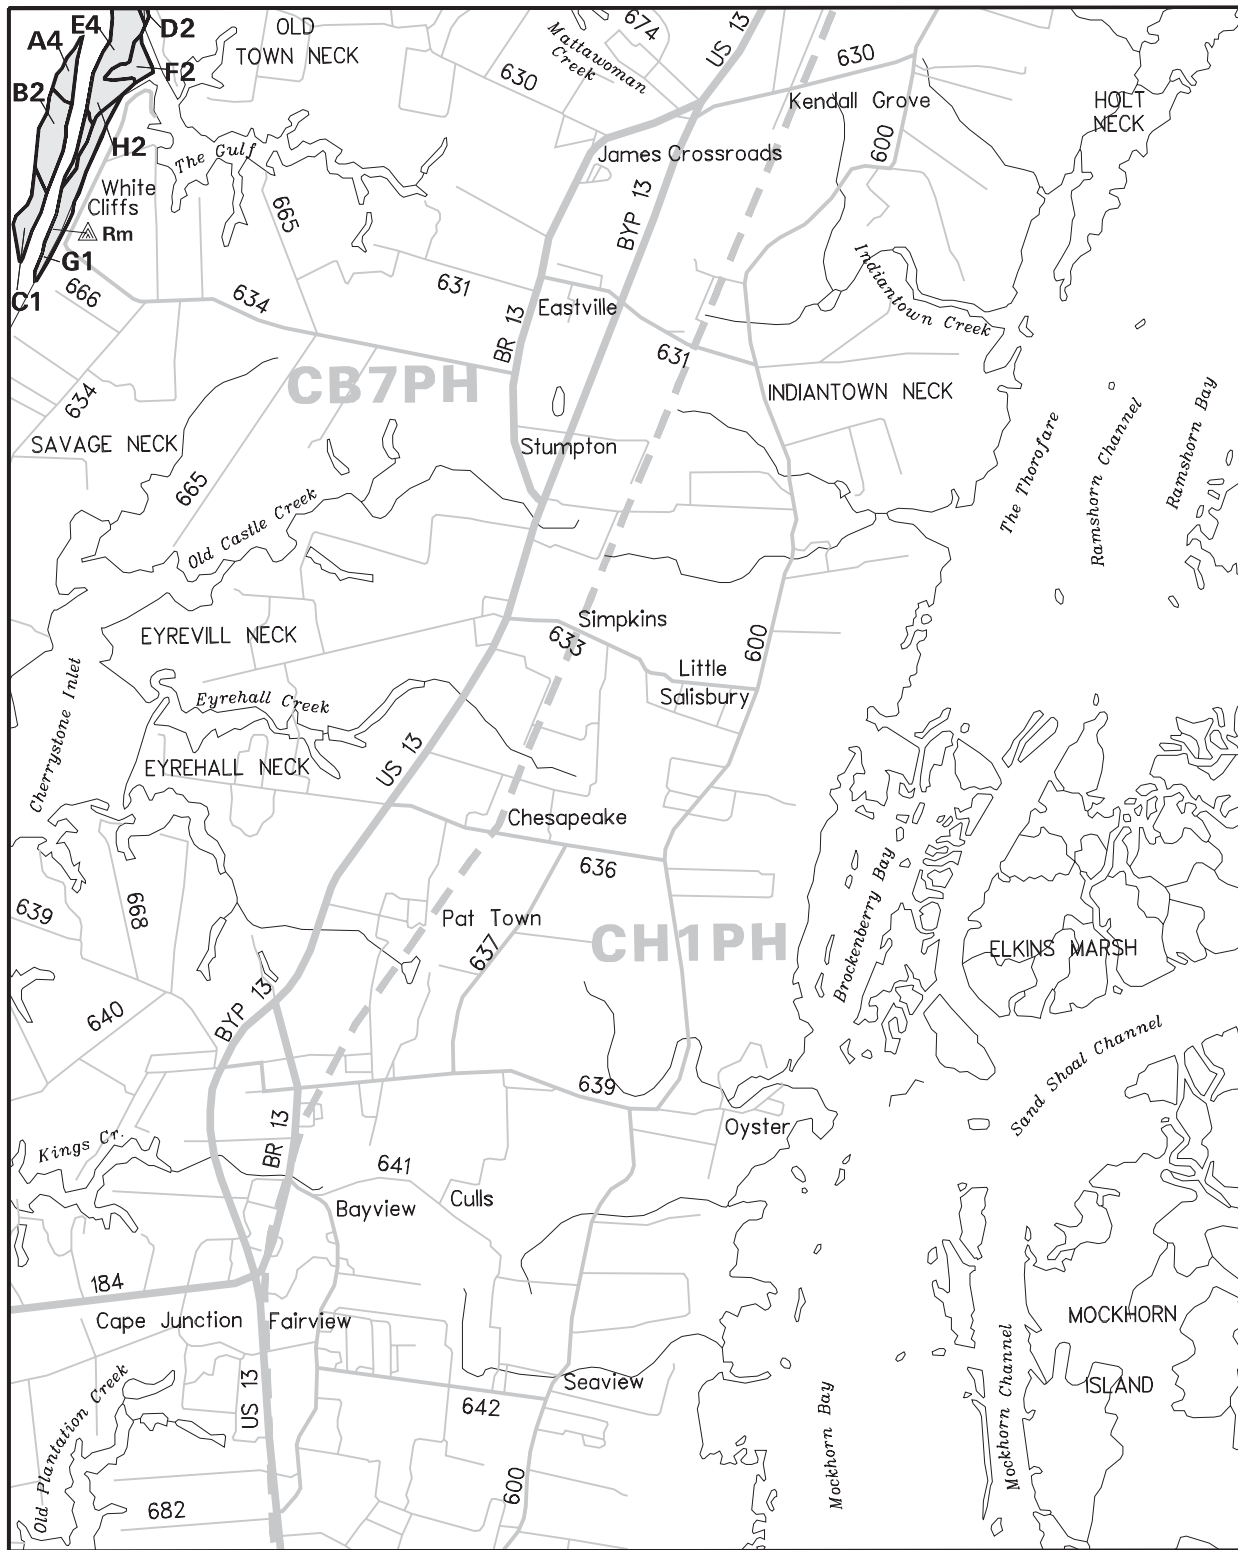 E4
D2
OLD
TOWN NECK
A4
F2
B2
H2
The Gulf
White
Cliffs
Rm
G1
C1
666
674
Mattawoman
Creek
US 13
630
630
Kendall Grove
HOLT
NECK
James Crossroads
600
BYP 13
665
631
634
BR 13
Eastville
Indiantown Creek
631
CB7PH
INDIANTOWN NECK
634
SAVAGE NECK
Stumpton
The Thorofare
Ramshorn Channel
Ramshorn Bay
665
Old Castle Creek
EYREVILL NECK
Simpkins
633
600
Little
Salisbury
Cherrystone Inlet
Eyrehall Creek
EYREHALL NECK
US 13
Chesapeake
636
639
668
Pat Town
637
CH1PH
Brockenberry Bay
ELKINS MARSH
640
BYP 13
Sand Shoal Channel
639
Oyster
Kings Cr.
BR 13
641
Bayview
Culls
184
Cape Junction
Fairview
MOCKHORN
ISLAND
Old Plantation Creek
US 13
Seaview
642
Mockhorn Bay
Mockhorn Channel
682
600